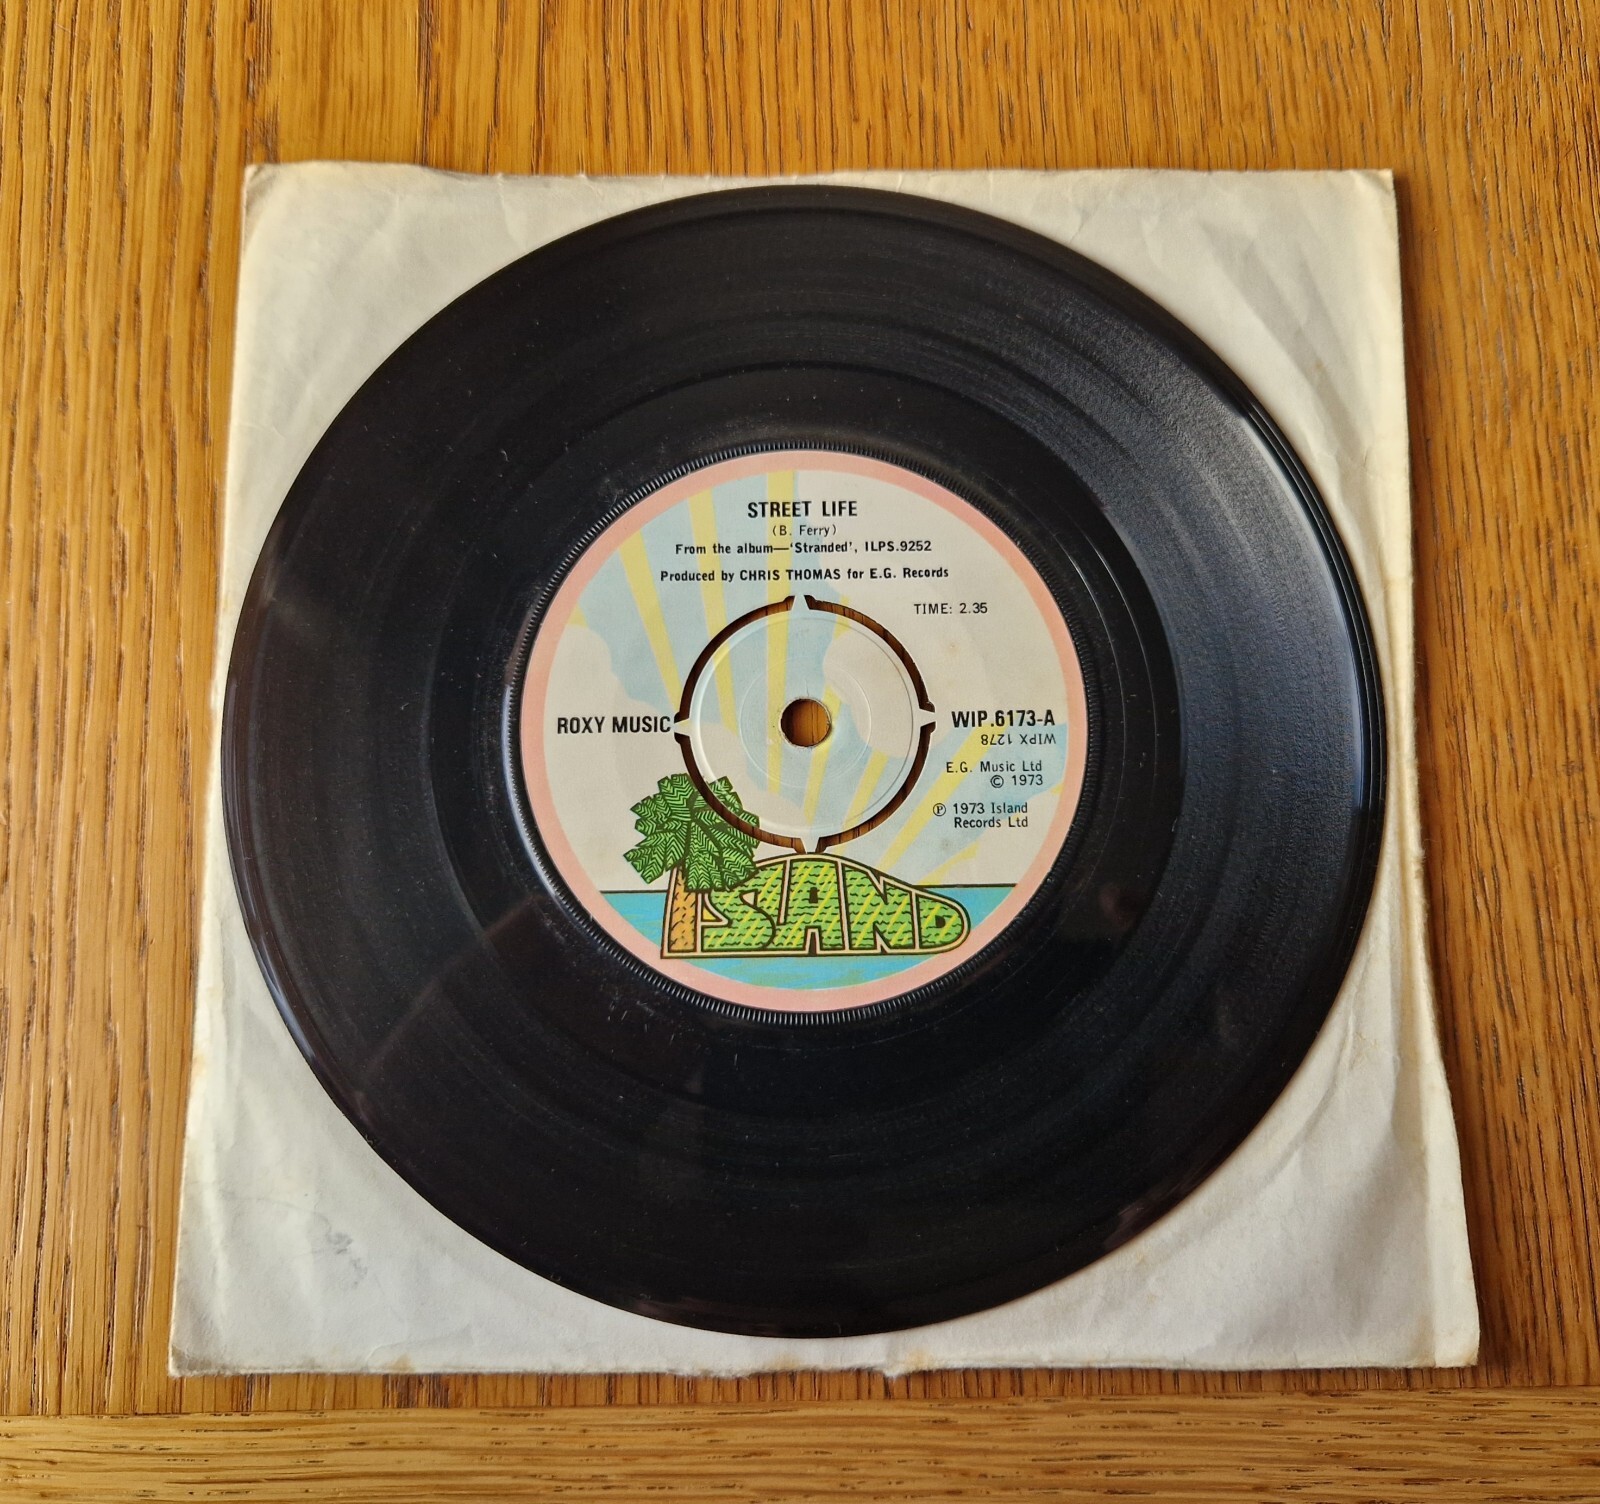 STREET LIFE
(B. Ferry)
From the album—'Stranded', ILPS.9252
Produced by CHRIS THOMAS for E.G. Records
TIME: 2.35
ROXY MUSIC
WIP.6173-A
WIPX 1278
E.G. Music Ltd
© 1973
℗ 1973 Island
Records Ltd
ISLAND